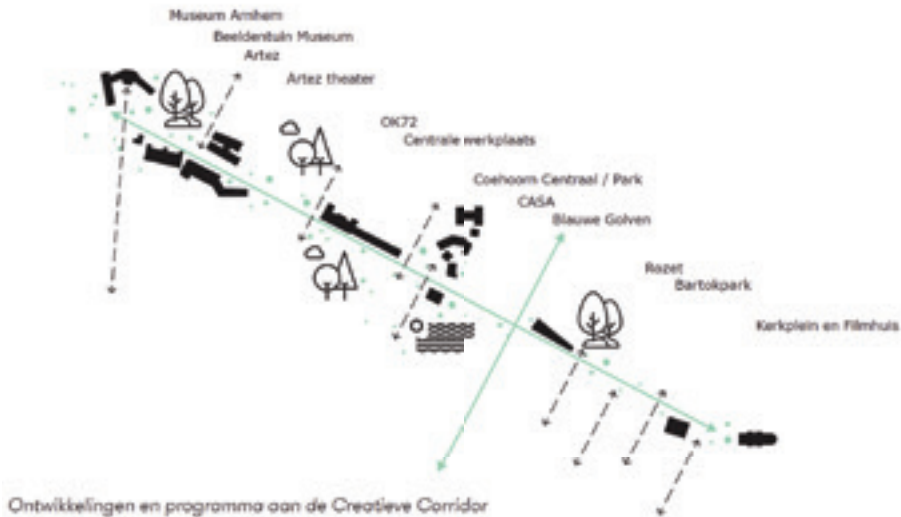 Museum Arnhem
Beeldentuin Museum
Artez
Artez theater
OK72
Centrale werkplaats
Coehoorn Centraal / Park
CASA
Blauwe Golven
Rozet
Bartokpark
Kerkplein en Filmhuis
Ontwikkelingen en programma aan de Creatieve Corridor